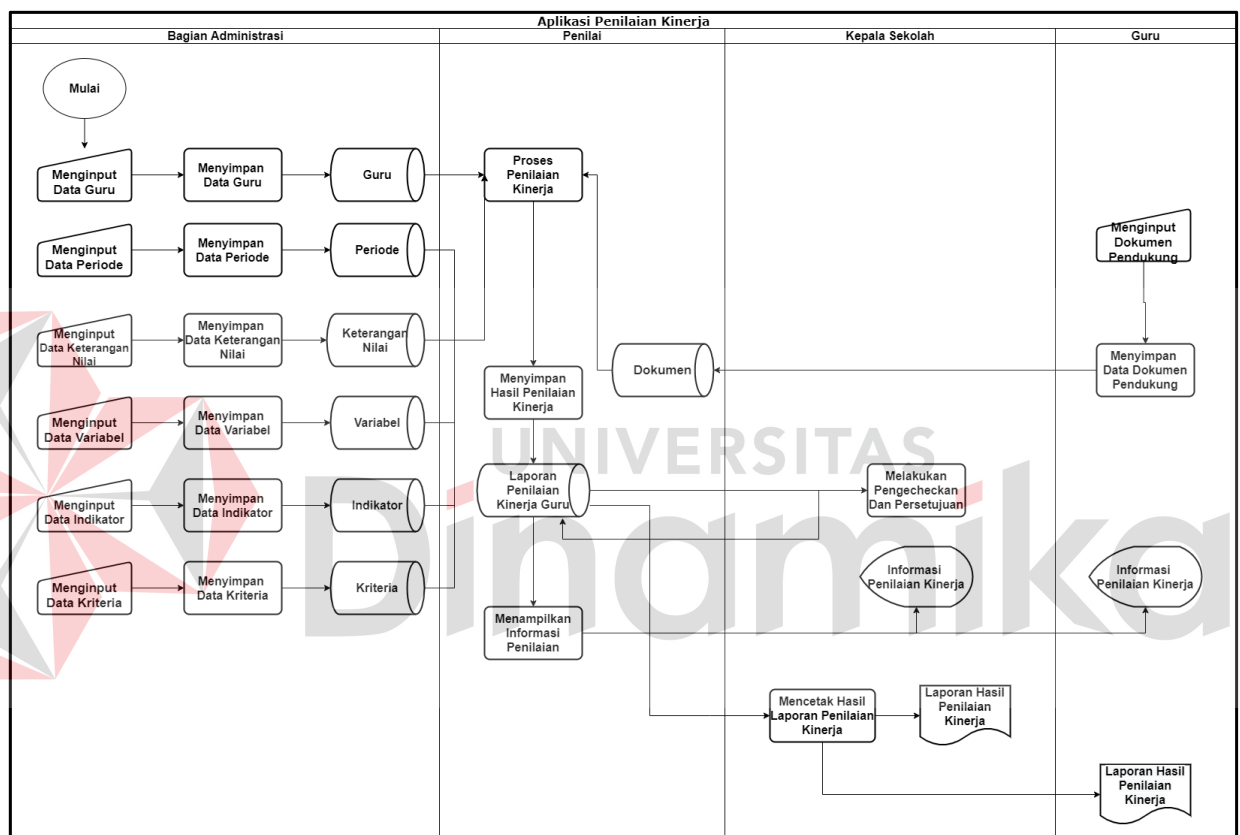 Aplikasi Penilaian Kinerja
Bagian Administrasi
Penilai
Kepala Sekolah
Guru
Mulai
Menginput
Data Guru
Menyimpan
Data Guru
Guru
Proses
Penilaian
Kinerja
Menginput
Data Periode
Menyimpan
Data Periode
Periode
Menginput
Dokumen
Pendukung
Menginput
Data Keterangan
Nilai
Menyimpan
Data Keterangan
Nilai
Keterangan
Nilai
Menyimpan
Hasil Penilaian
Kinerja
Dokumen
Menyimpan
Data Dokumen
Pendukung
Menginput
Data Variabel
Menyimpan
Data Variabel
Variabel
UNIVERSITAS
Dinamika
Laporan
Penilaian
Kinerja Guru
Melakukan
Pengecheckan
Dan Persetujuan
Menginput
Data Indikator
Menyimpan
Data Indikator
Indikator
Menginput
Data Kriteria
Menyimpan
Data Kriteria
Kriteria
Informasi
Penilaian Kinerja
Informasi
Penilaian Kinerja
Menampilkan
Informasi
Penilaian
Mencetak Hasil
Laporan Penilaian
Kinerja
Laporan Hasil
Penilaian
Kinerja
Laporan Hasil
Penilaian
Kinerja